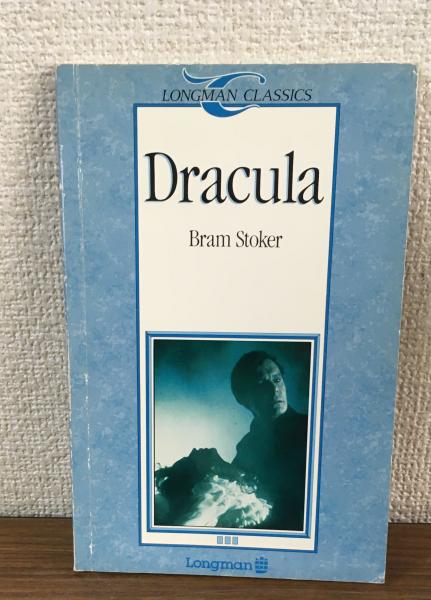 LONGMAN CLASSICS
Dracula
Bram Stoker
Longman